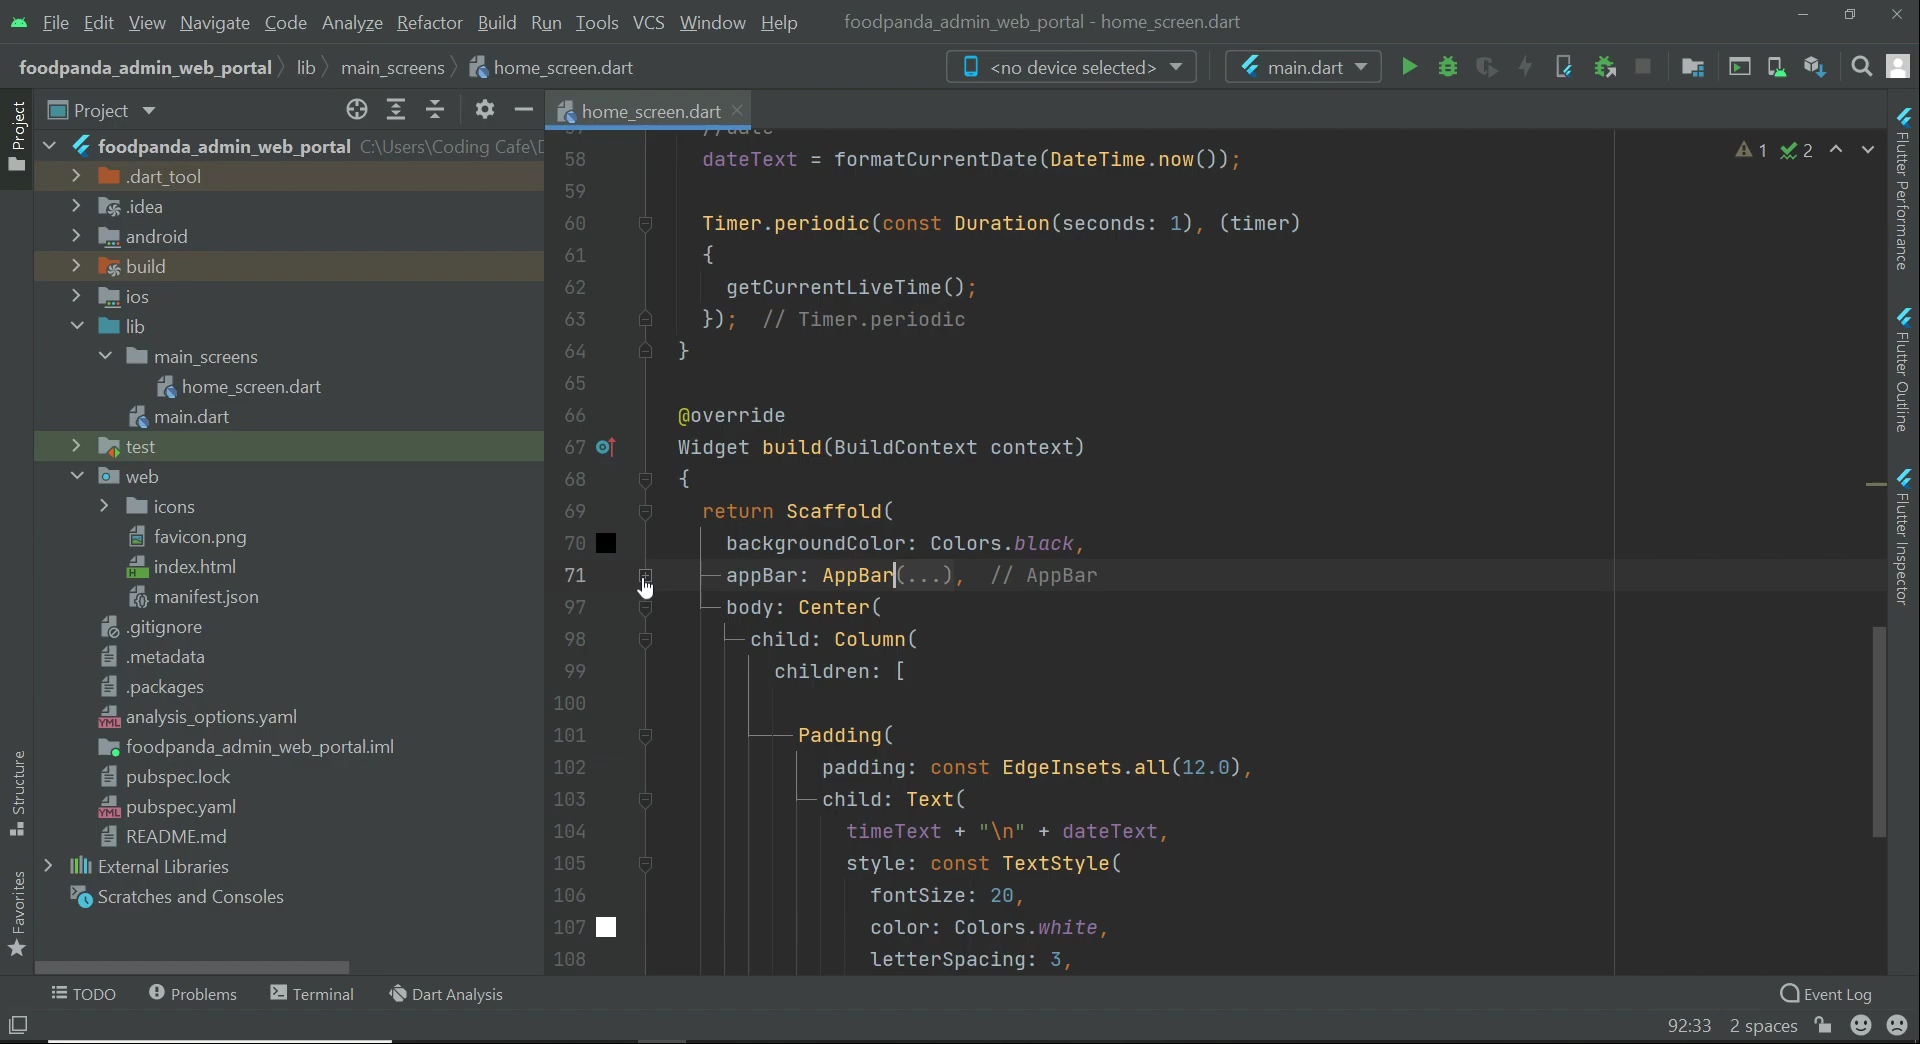 File Edit View Navigate Code Analyze Refactor Build Run Tools VCS Window Help foodpanda_admin_web_portal - home_screen.dart
foodpanda_admin_web_portal lib main_screens home_screen.dart <no device selected> main.dart
Project
Project
home_screen.dart
foodpanda_admin_web_portal C:\Users\Coding Cafe\
.dart_tool
.idea
android
build
ios
lib
main_screens
home_screen.dart
main.dart
test
web
icons
favicon.png
index.html
manifest.json
.gitignore
.metadata
.packages
analysis_options.yaml
foodpanda_admin_web_portal.iml
pubspec.lock
pubspec.yaml
README.md
External Libraries
Scratches and Consoles
Structure
Favorites
57 //date
58 dateText = formatCurrentDate(DateTime.now());
59
60 Timer.periodic(const Duration(seconds: 1), (timer)
61 {
62 getCurrentLiveTime();
63 }); // Timer.periodic
64 }
65
66 @override
67 Widget build(BuildContext context)
68 {
69 return Scaffold(
70 backgroundColor: Colors.black,
71 appBar: AppBar(...), // AppBar
97 body: Center(
98 child: Column(
99 children: [
100
101 Padding(
102 padding: const EdgeInsets.all(12.0),
103 child: Text(
104 timeText + "\n" + dateText,
105 style: const TextStyle(
106 fontSize: 20,
107 color: Colors.white,
108 letterSpacing: 3,
1 2
Flutter Performance
Flutter Outline
Flutter Inspector
TODO Problems Terminal Dart Analysis Event Log
92:33 2 spaces